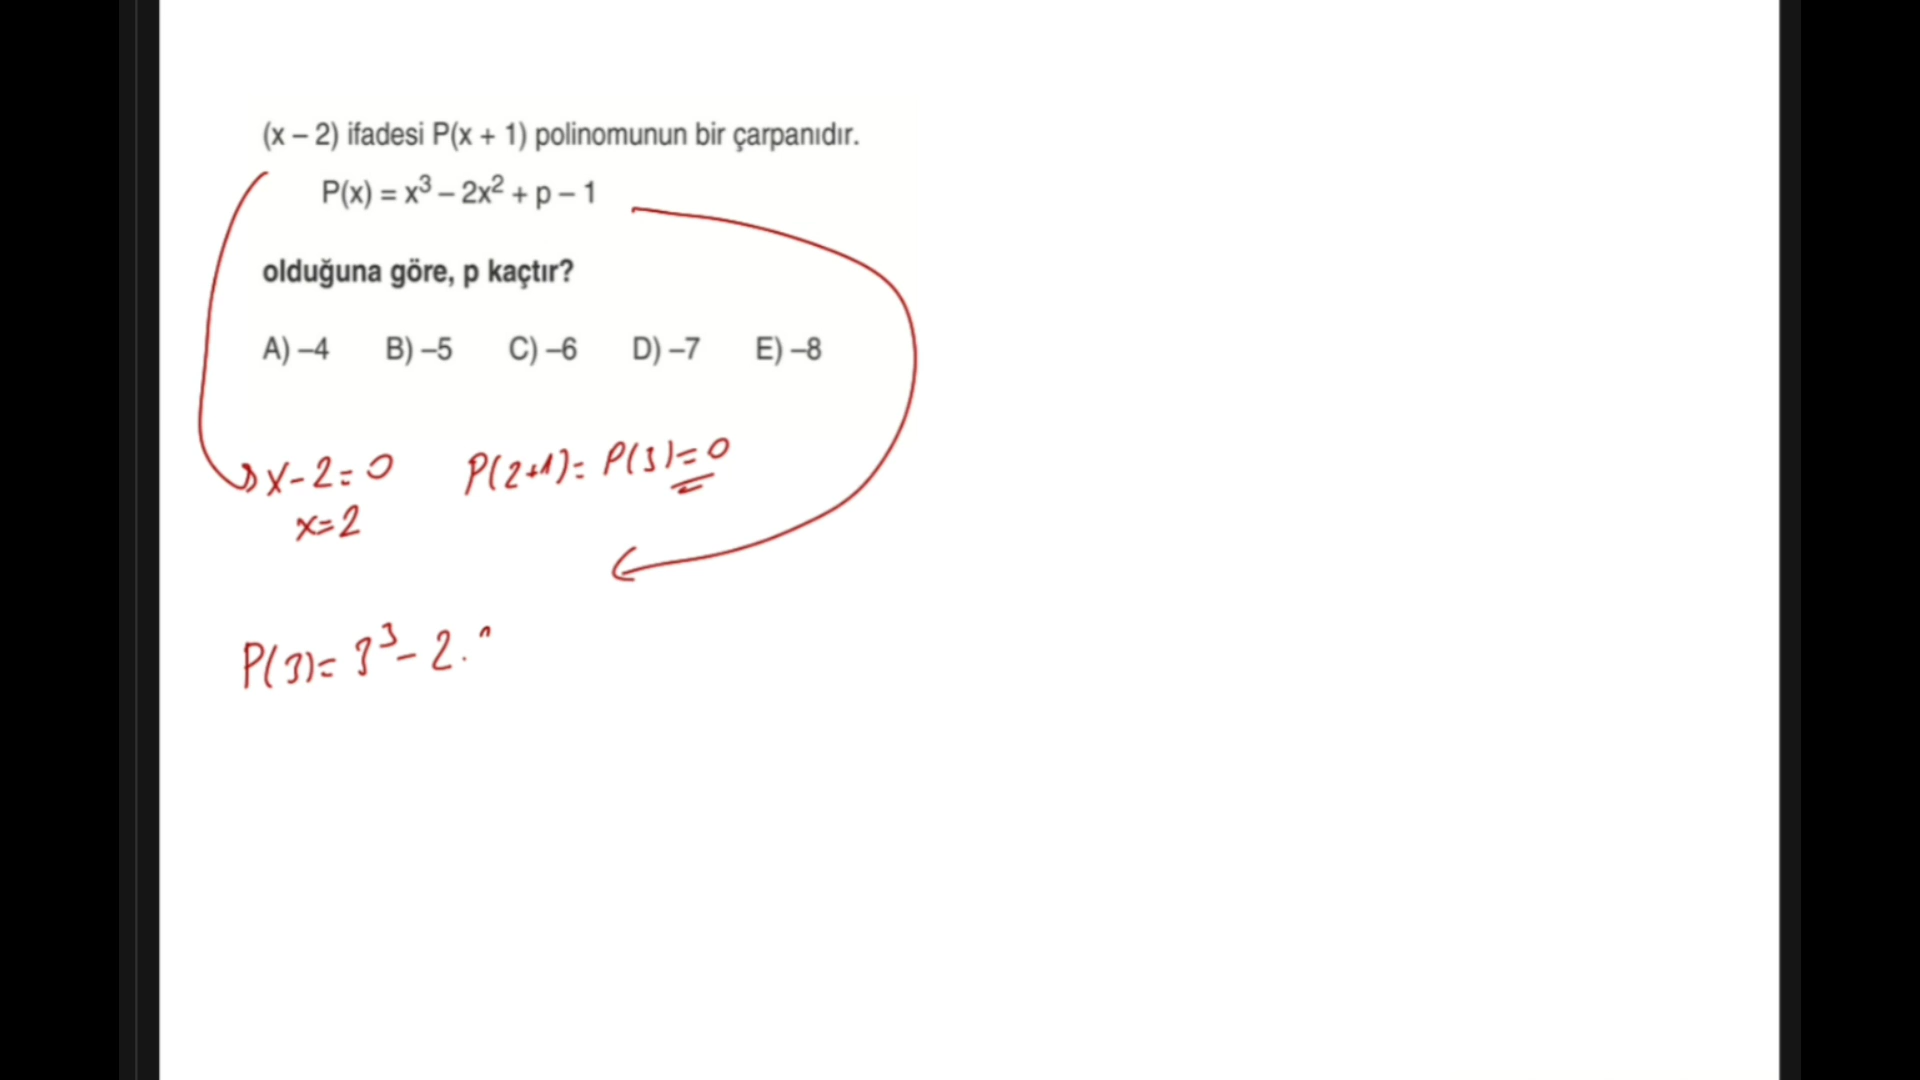 (x – 2) ifadesi P(x + 1) polinomunun bir çarpanıdır.
P(x) = x³ – 2x² + p – 1
olduğuna göre, p kaçtır?
A) –4 B) –5 C) –6 D) –7 E) –8
x-2=0 P(2+1)= P(3)=0
x=2
P(3)= 3³- 2.